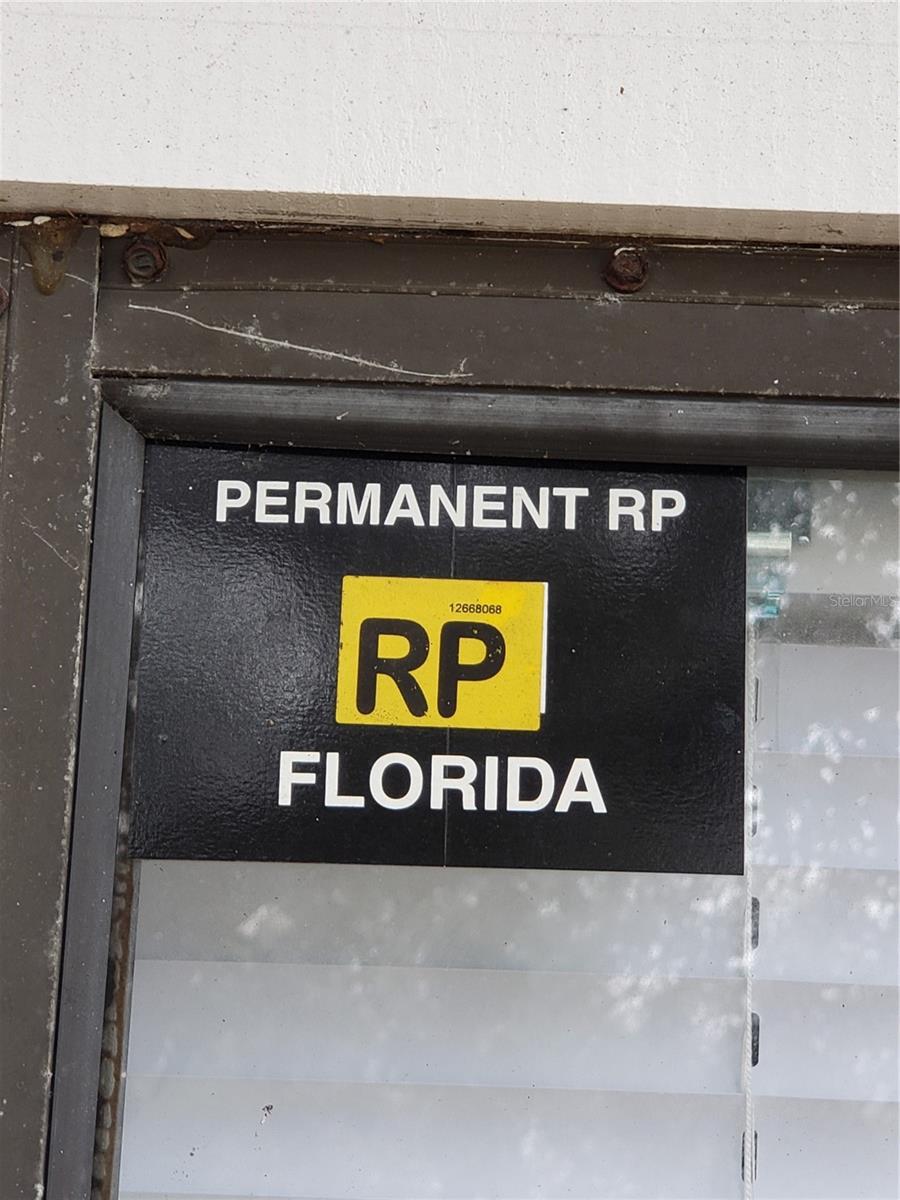 PERMANENT RP
12668068
RP
FLORIDA
StellarMLS